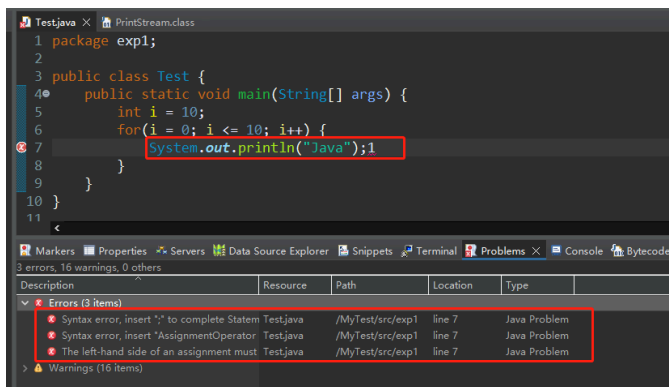 Test.java PrintStream.class
1 package exp1;
2
3 public class Test {
4 public static void main(String[] args) {
5 int i = 10;
6 for(i = 0; i <= 10; i++) {
7 System.out.println("Java");1
8 }
9 }
10 }
11
Markers Properties Servers Data Source Explorer Snippets Terminal Problems Console Bytecode
3 errors, 16 warnings, 0 others
Description Resource Path Location Type
Errors (3 items)
Syntax error, insert ";" to complete Statem Test.java /MyTest/src/exp1 line 7 Java Problem
Syntax error, insert "AssignmentOperator Test.java /MyTest/src/exp1 line 7 Java Problem
The left-hand side of an assignment must Test.java /MyTest/src/exp1 line 7 Java Problem
Warnings (16 items)